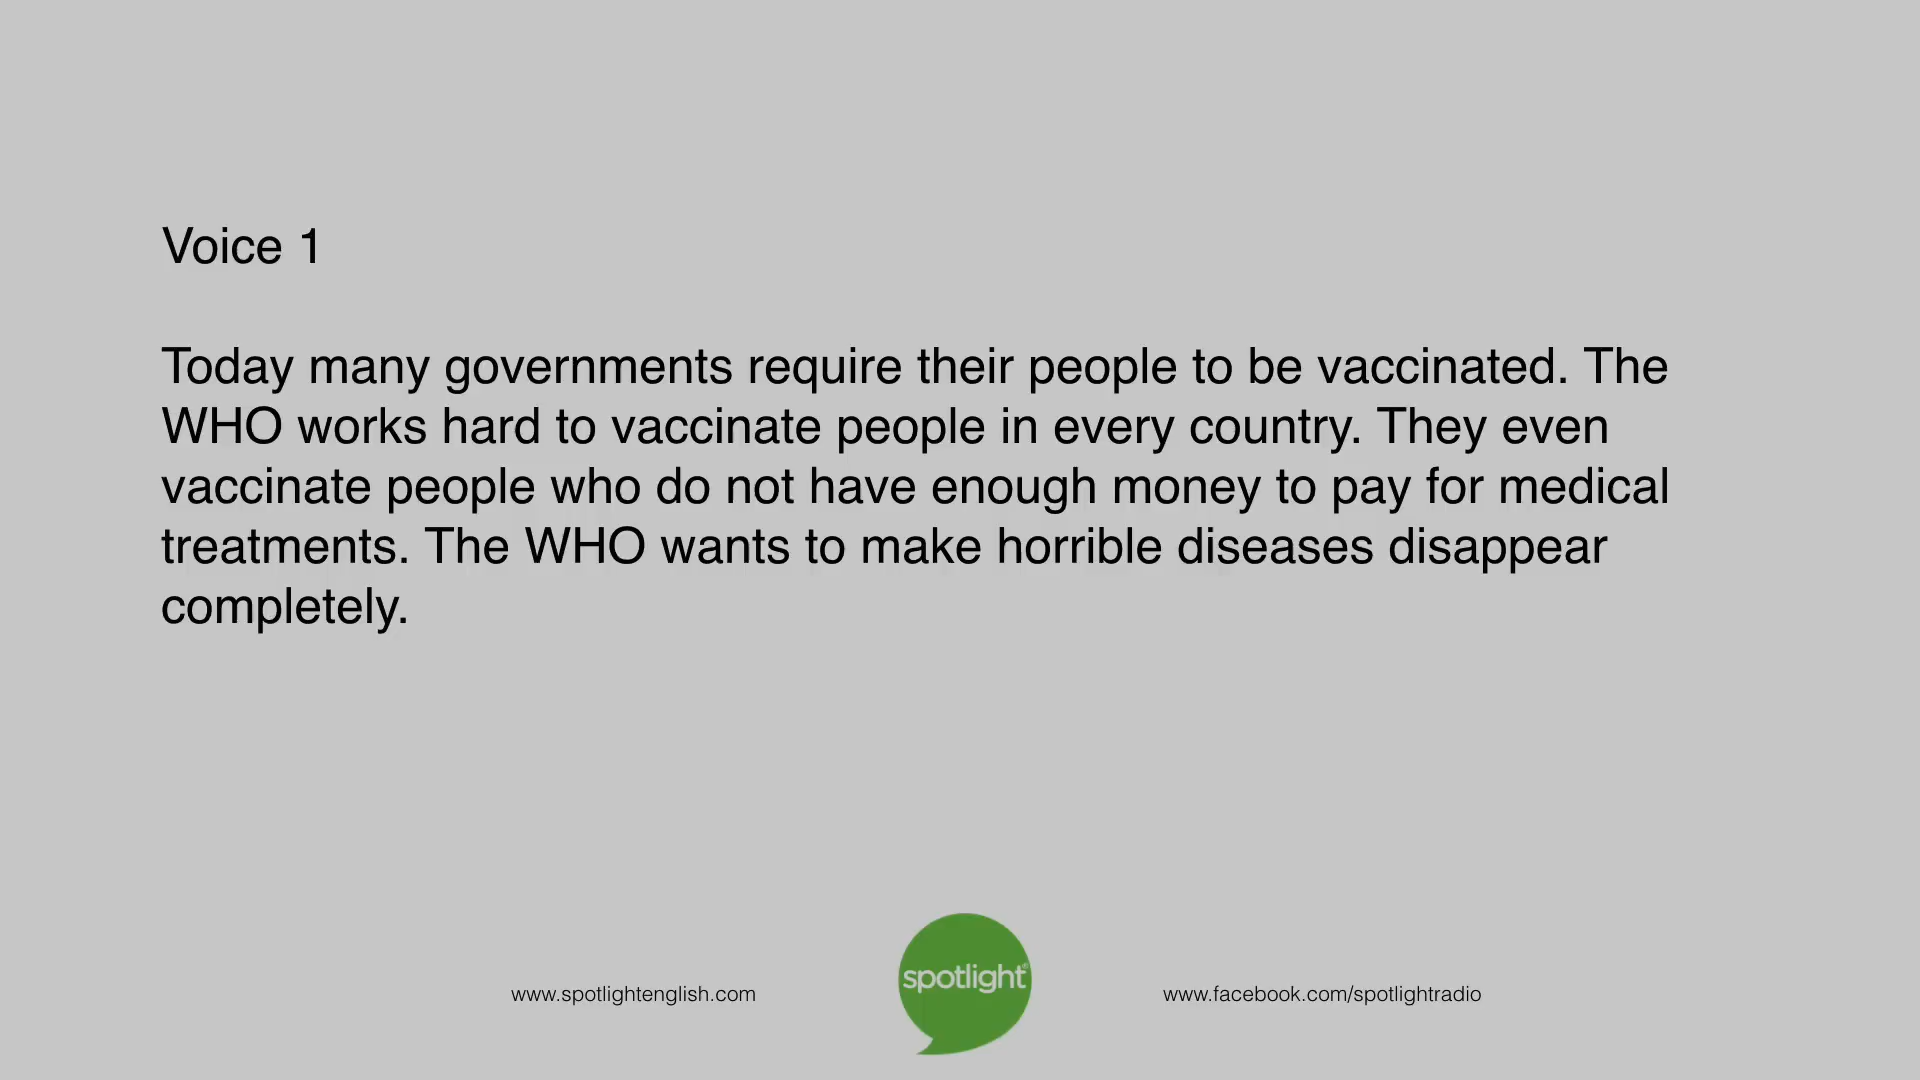 Voice 1
Today many governments require their people to be vaccinated. The
WHO works hard to vaccinate people in every country. They even
vaccinate people who do not have enough money to pay for medical
treatments. The WHO wants to make horrible diseases disappear
completely.
spotlight®
www.spotlightenglish.com
www.facebook.com/spotlightradio